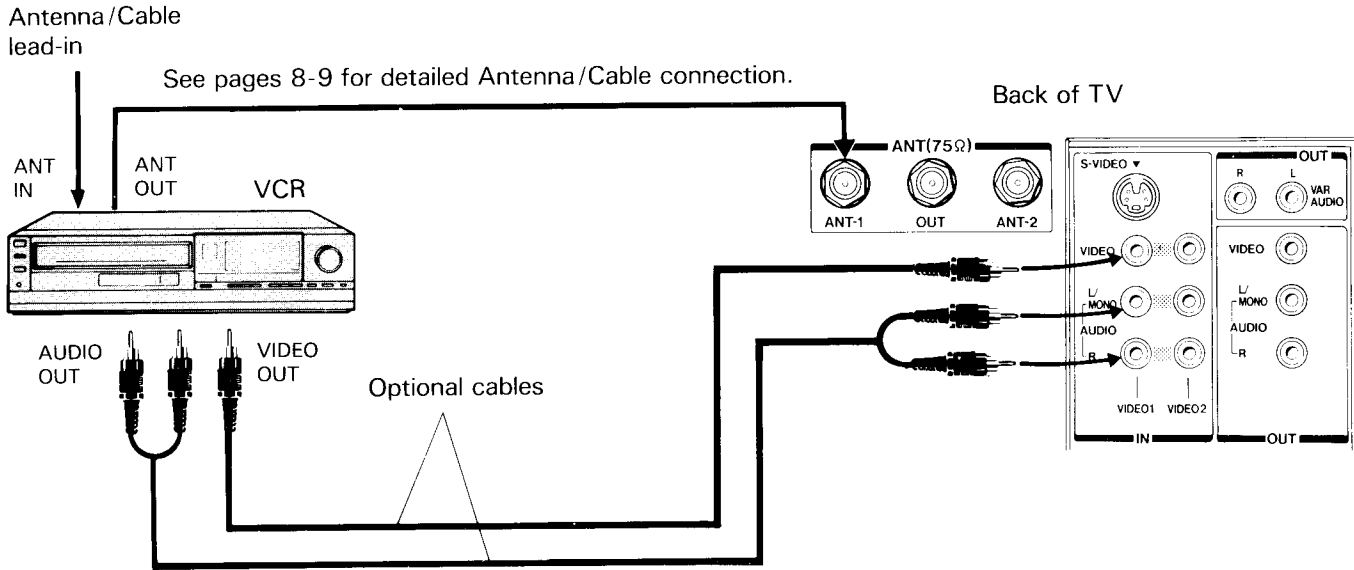 Antenna/Cable
lead-in
See pages 8-9 for detailed Antenna/Cable connection.
Back of TV
ANT
IN
ANT
OUT
VCR
ANT(75Ω)
ANT-1
OUT
ANT-2
S-VIDEO ▼
OUT
R
L
VAR
AUDIO
VIDEO
VIDEO
L/
MONO
AUDIO
R
L/
MONO
AUDIO
R
VIDEO1
VIDEO2
IN
OUT
AUDIO
OUT
VIDEO
OUT
Optional cables